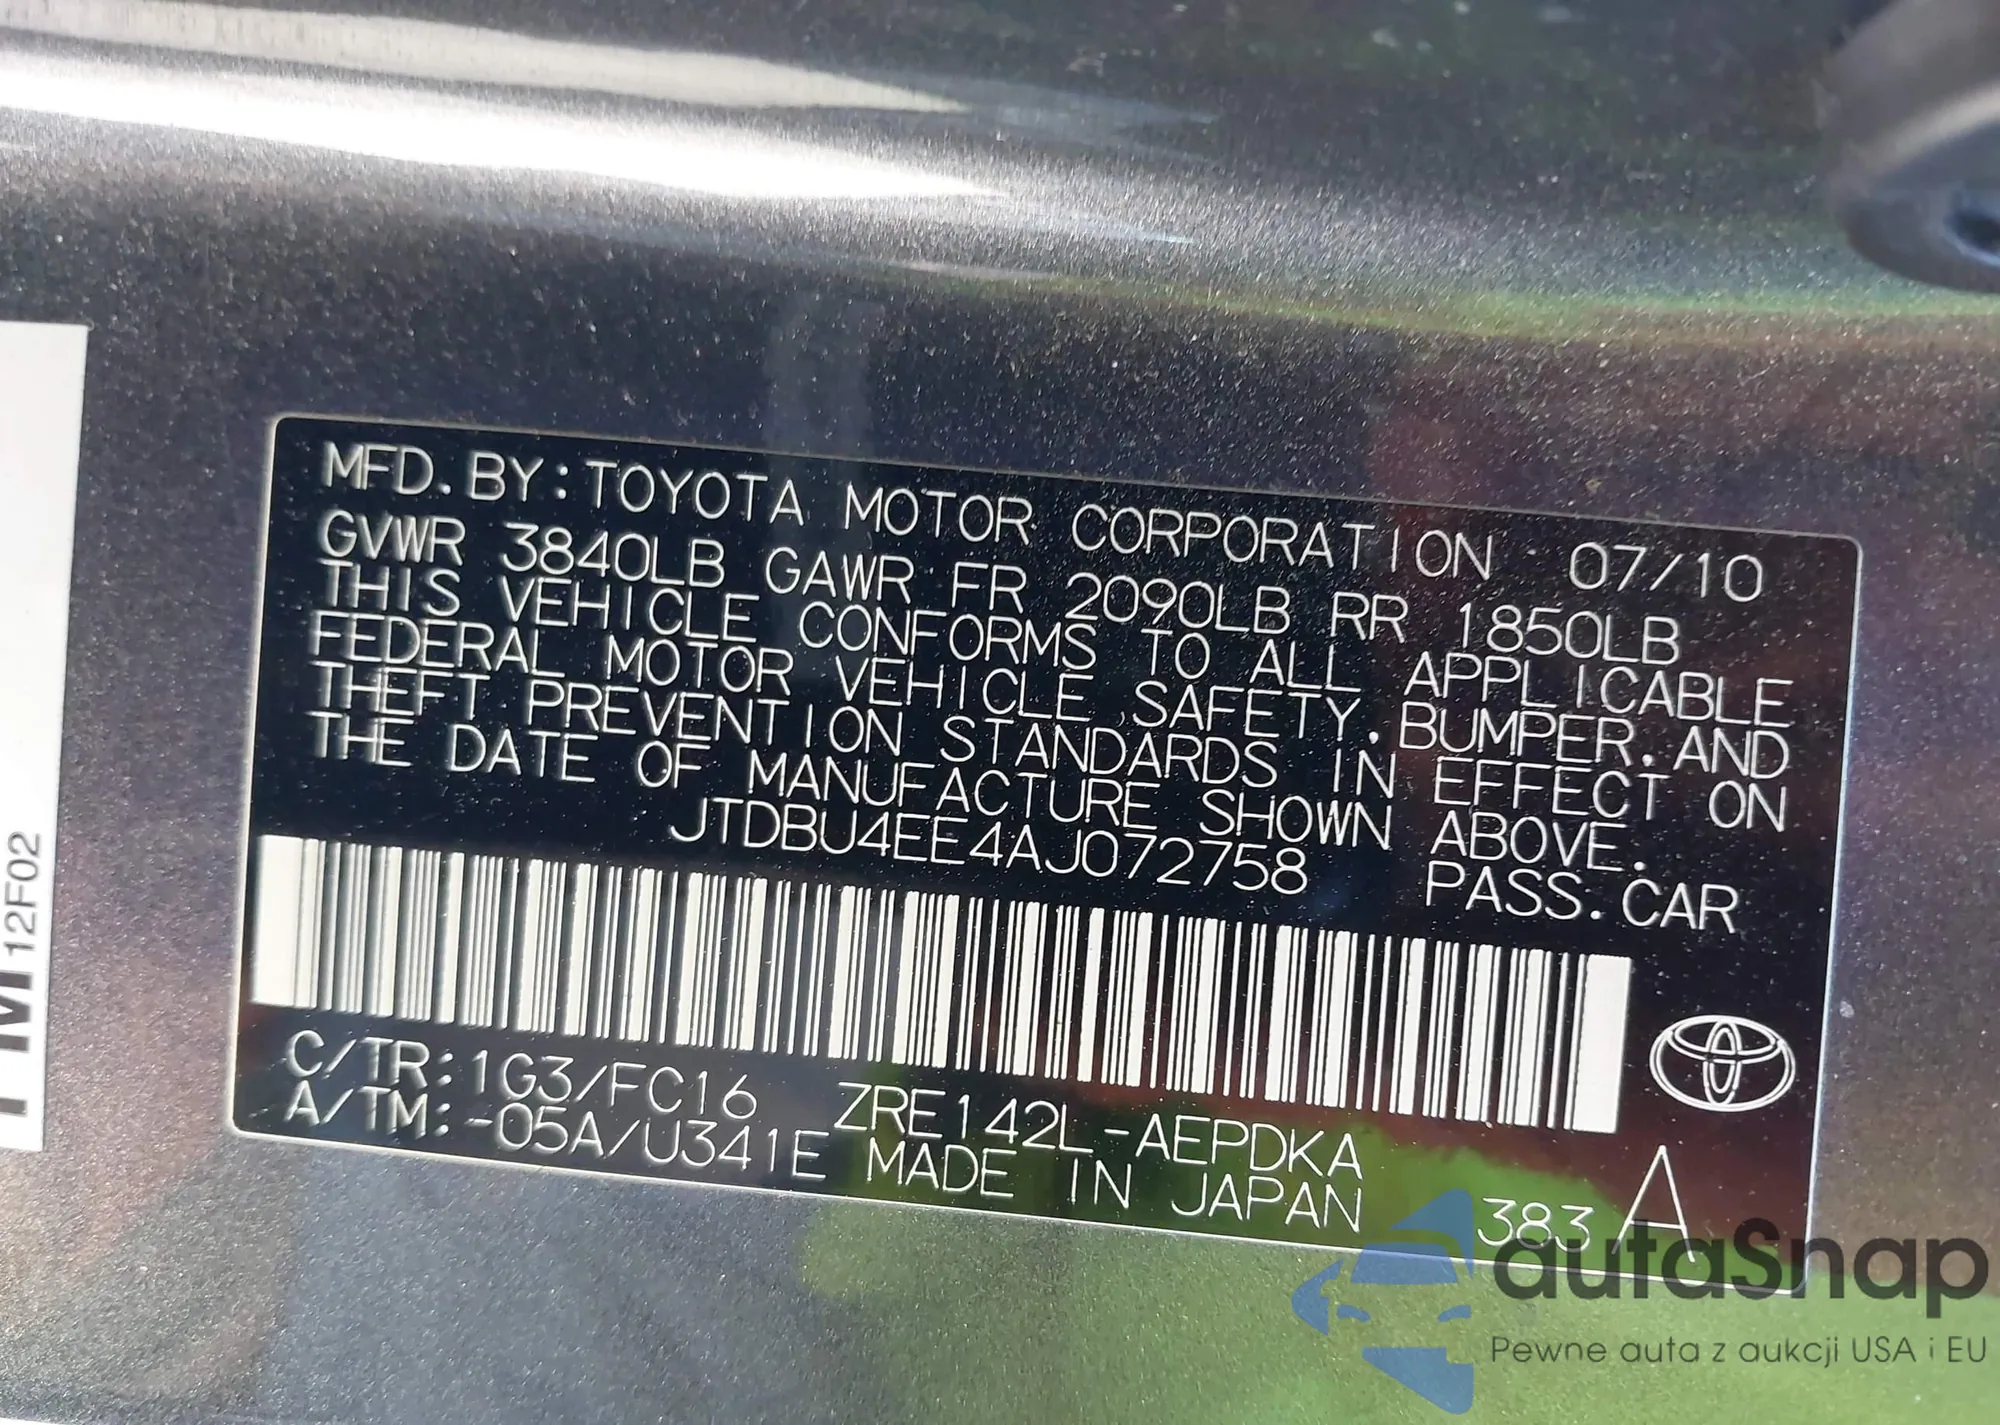 MFD. BY: TOYOTA MOTOR CORPORATION 07/10
GVWR 3840LB GAWR FR 2090LB RR 1850LB
THIS VEHICLE CONFORMS TO ALL APPLICABLE
FEDERAL MOTOR VEHICLE SAFETY, BUMPER, AND
THEFT PREVENTION STANDARDS IN EFFECT ON
THE DATE OF MANUFACTURE SHOWN ABOVE.
JTDBU4EE4AJ072758 PASS. CAR
C/TR: 1G3/FC16 ZRE142L-AEPDKA
A/TM: -05A/U341E MADE IN JAPAN 383 A
12F02
autaSnap
Pewne auta z aukcji USA i EU